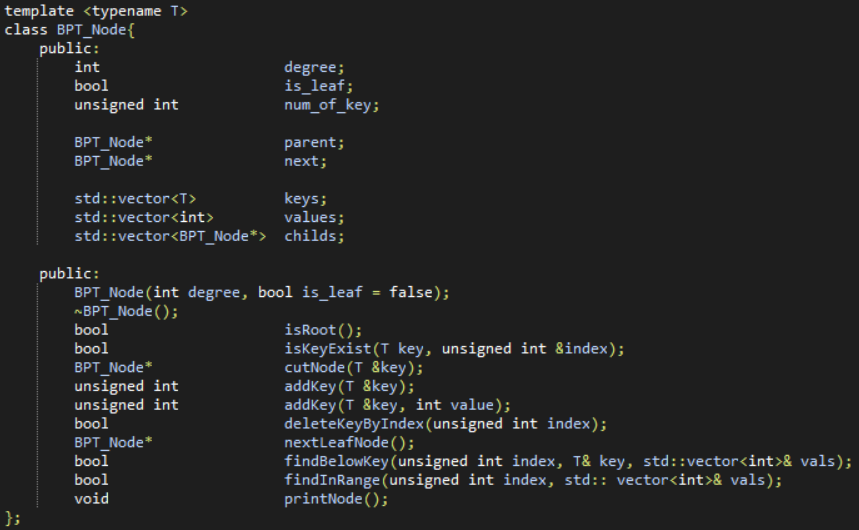 template <typename T>
class BPT_Node{
    public:
        int                     degree;
        bool                    is_leaf;
        unsigned int            num_of_key;

        BPT_Node*               parent;
        BPT_Node*               next;

        std::vector<T>          keys;
        std::vector<int>        values;
        std::vector<BPT_Node*>  childs;

    public:
        BPT_Node(int degree, bool is_leaf = false);
        ~BPT_Node();
        bool                    isRoot();
        bool                    isKeyExist(T key, unsigned int &index);
        BPT_Node*               cutNode(T &key);
        unsigned int            addKey(T &key);
        unsigned int            addKey(T &key, int value);
        bool                    deleteKeyByIndex(unsigned int index);
        BPT_Node*               nextLeafNode();
        bool                    findBelowKey(unsigned int index, T& key, std::vector<int>& vals);
        bool                    findInRange(unsigned int index, std:: vector<int>& vals);
        void                    printNode();
};